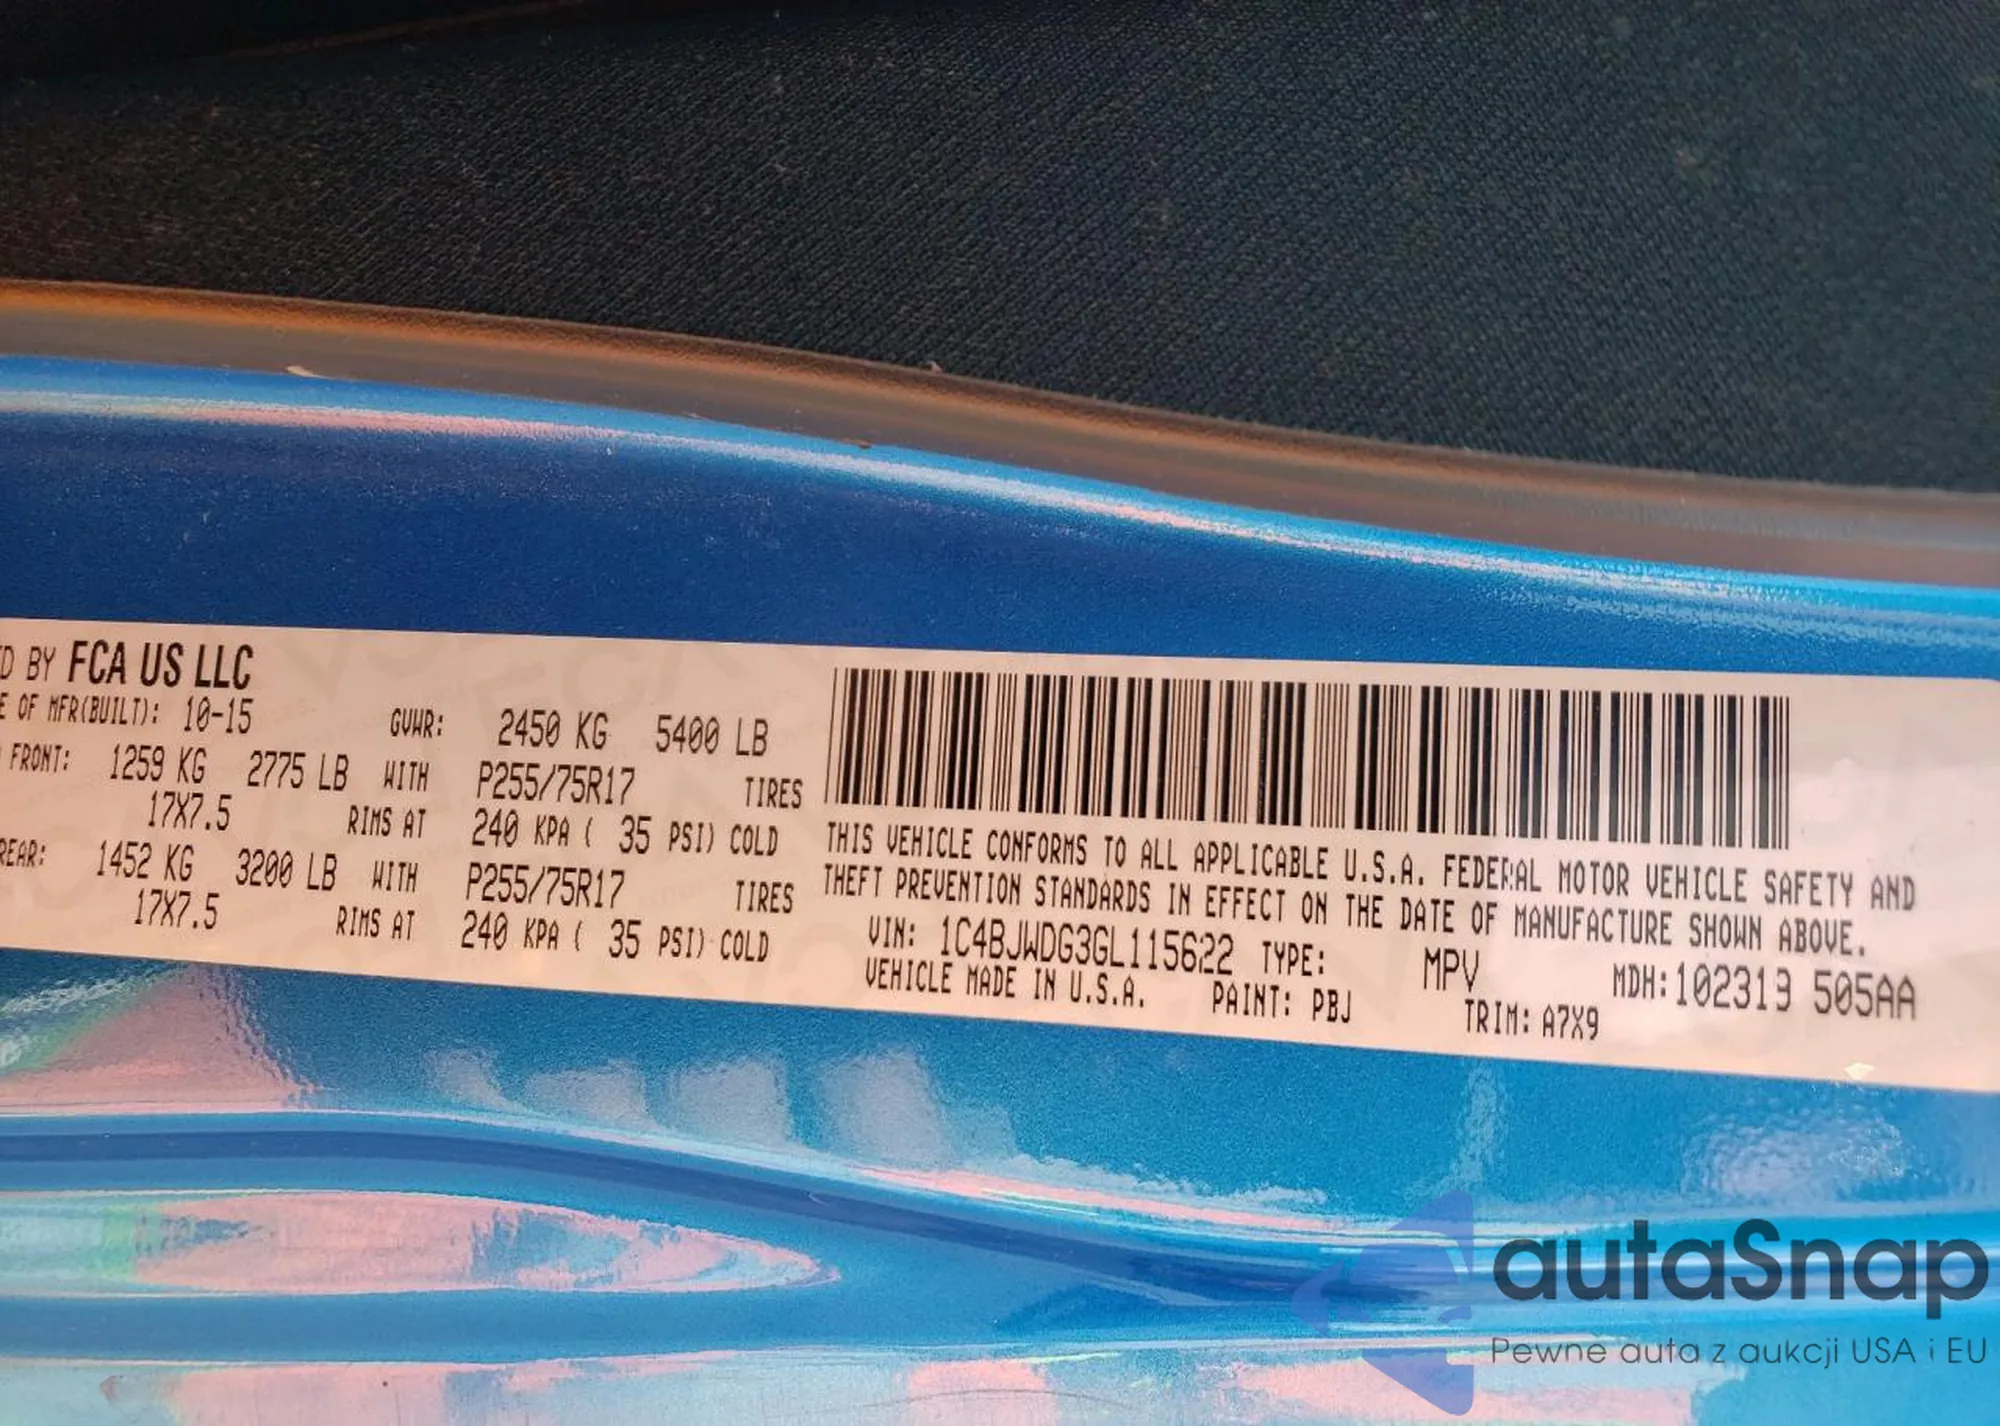 D BY FCA US LLC
E OF MFR(BUILT): 10-15
GVWR: 2450 KG 5400 LB
FRONT: 1259 KG 2775 LB WITH P255/75R17 TIRES
17X7.5 RIMS AT 240 KPA ( 35 PSI) COLD
REAR: 1452 KG 3200 LB WITH P255/75R17 TIRES
17X7.5 RIMS AT 240 KPA ( 35 PSI) COLD
THIS VEHICLE CONFORMS TO ALL APPLICABLE U.S.A. FEDERAL MOTOR VEHICLE SAFETY AND
THEFT PREVENTION STANDARDS IN EFFECT ON THE DATE OF MANUFACTURE SHOWN ABOVE.
VIN: 1C4BJWDG3GL115622 TYPE: MPV MDH:102319 505AA
VEHICLE MADE IN U.S.A. PAINT: PBJ TRIM: A7X9
autaSnap
Pewne auta z aukcji USA i EU